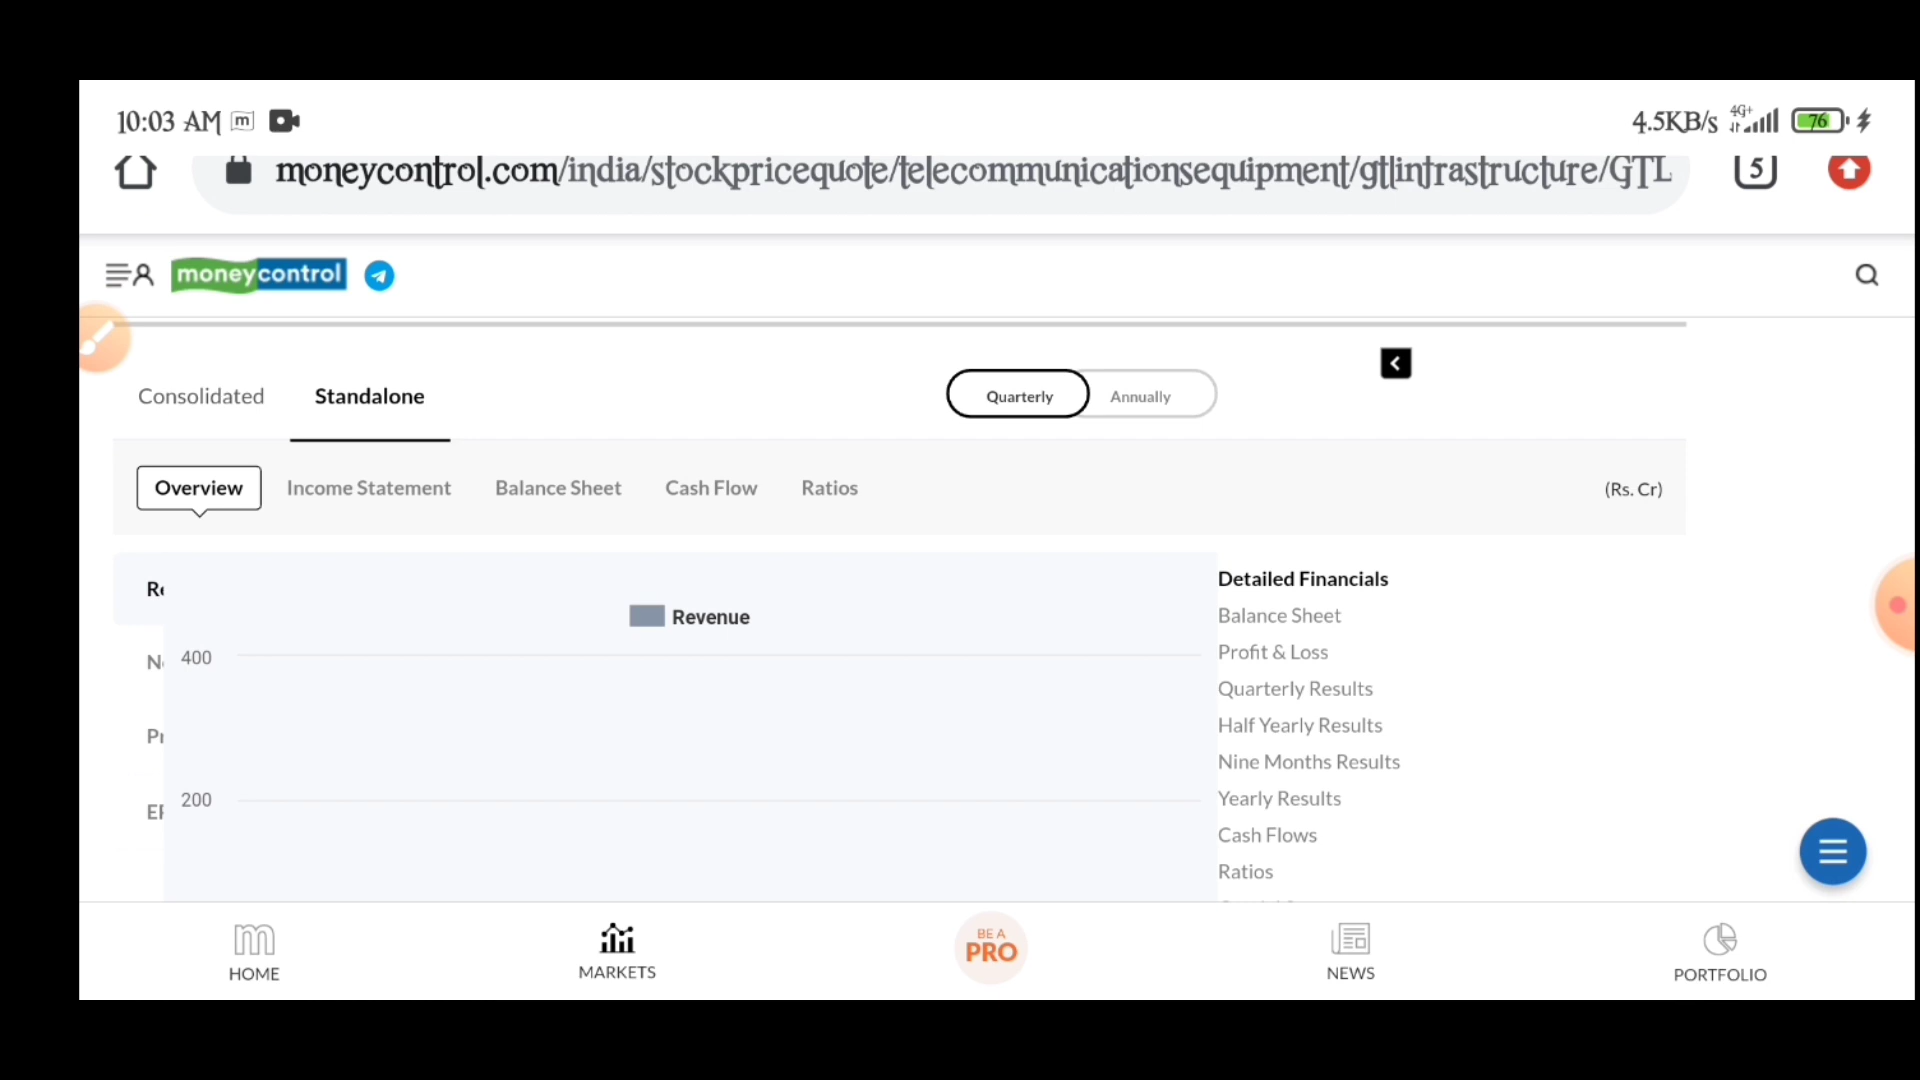 10:03 AM m
4.5KB/s 4G+ 76
moneycontrol.com/india/stockpricequote/telecommunicationsequipment/gtlinfrastructure/GTL
5
moneycontrol
Consolidated Standalone
Quarterly Annually
Overview Income Statement Balance Sheet Cash Flow Ratios
(Rs. Cr)
Revenue
400
200
Detailed Financials
Balance Sheet
Profit & Loss
Quarterly Results
Half Yearly Results
Nine Months Results
Yearly Results
Cash Flows
Ratios
HOME
MARKETS
BE A
PRO
NEWS
PORTFOLIO